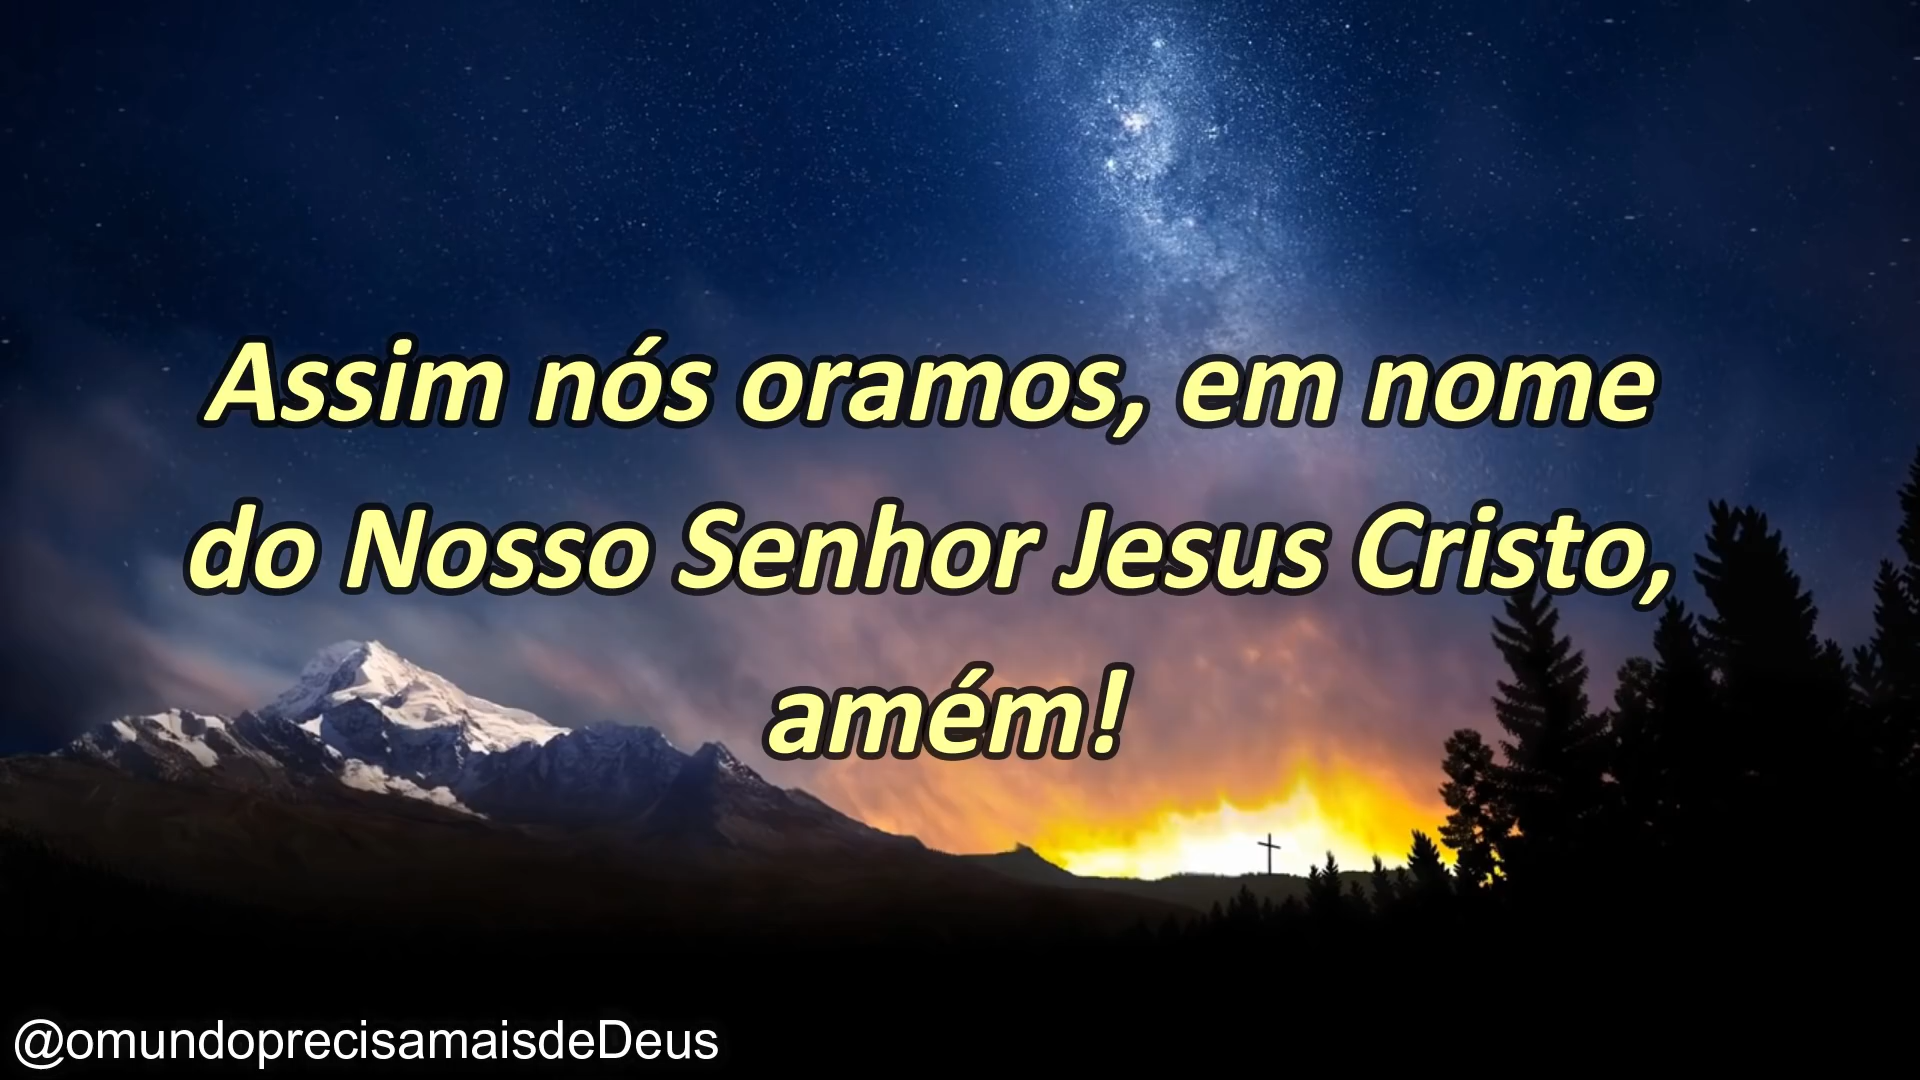 Assim nós oramos, em nome
do Nosso Senhor Jesus Cristo,
amém!
@omundoprecisamaisdeDeus